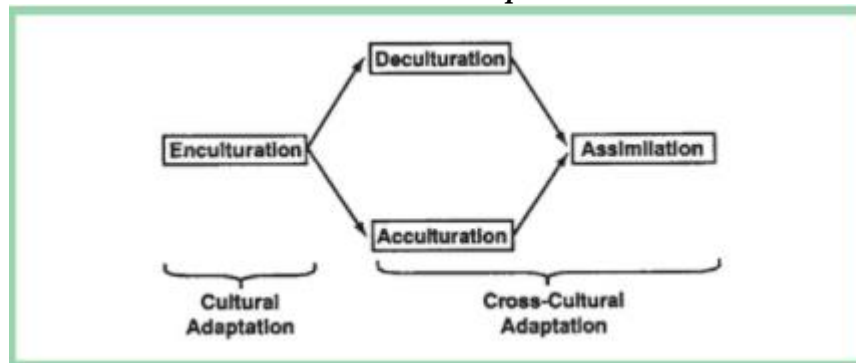 Deculturation
Enculturation
Assimilation
Acculturation
Cultural
Adaptation
Cross-Cultural
Adaptation